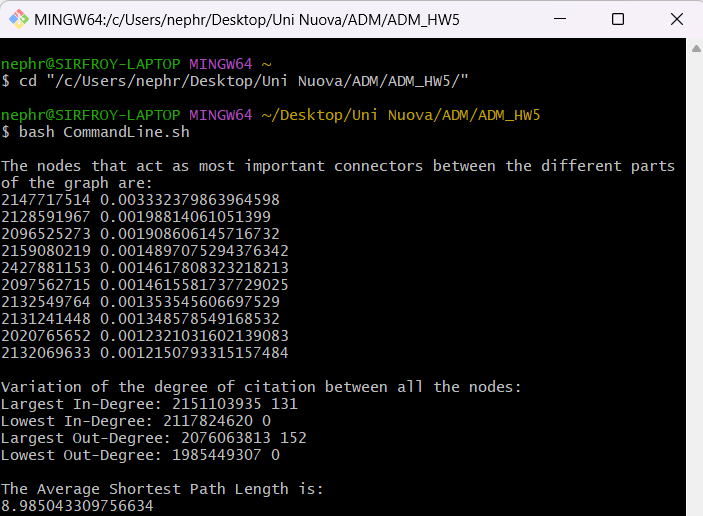 MINGW64:/c/Users/nephr/Desktop/Uni Nuova/ADM/ADM_HW5
nephr@SIRFROY-LAPTOP MINGW64 ~
$ cd "/c/Users/nephr/Desktop/Uni Nuova/ADM/ADM_HW5/"
nephr@SIRFROY-LAPTOP MINGW64 ~/Desktop/Uni Nuova/ADM/ADM_HW5
$ bash CommandLine.sh
The nodes that act as most important connectors between the different parts
of the graph are:
2147717514 0.003332379863964598
2128591967 0.00198814061051399
2096525273 0.001908606145716732
2159080219 0.0014897075294376342
2427881153 0.0014617808323218213
2097562715 0.0014615581737729025
2132549764 0.001353545606697529
2131241448 0.001348578549168532
2020765652 0.0012321031602139083
2132069633 0.0012150793315157484
Variation of the degree of citation between all the nodes:
Largest In-Degree: 2151103935 131
Lowest In-Degree: 2117824620 0
Largest Out-Degree: 2076063813 152
Lowest Out-Degree: 1985449307 0
The Average Shortest Path Length is:
8.985043309756634